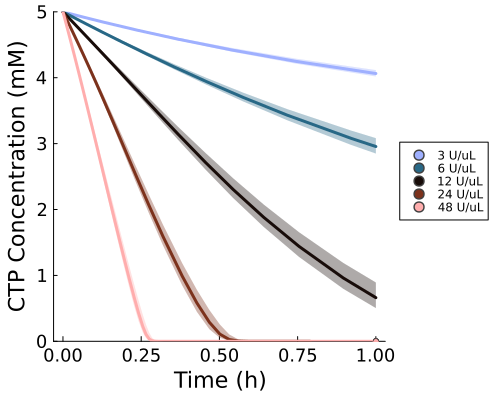 CTP Concentration (mM)
5
4
3
2
1
0
0.00 0.25 0.50 0.75 1.00
Time (h)
3 U/uL
6 U/uL
12 U/uL
24 U/uL
48 U/uL